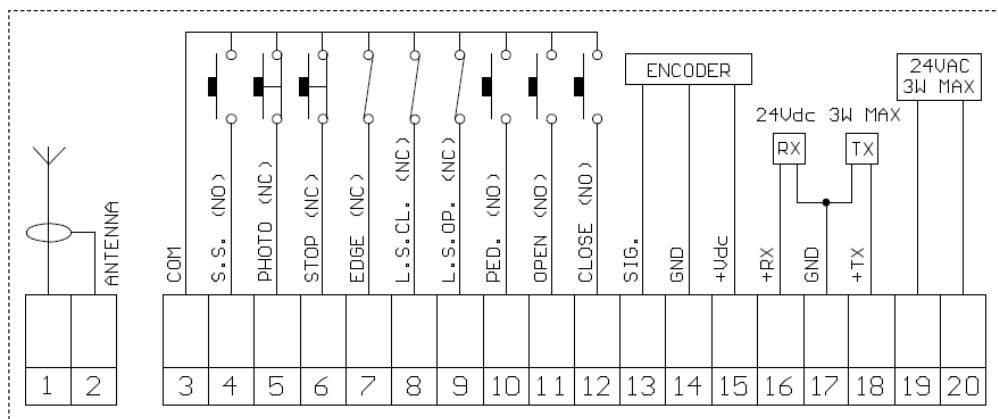 ENCODER
24VAC
3W MAX
24Vdc 3W MAX
RX
TX
ANTENNA
COM
S.S. (NO)
PHOTO (NC)
STOP (NC)
EDGE (NC)
L.S.CL. (NC)
L.S.OP. (NC)
PED. (NO)
OPEN (NO)
CLOSE (NO)
SIG.
GND
+Vdc
+RX
GND
+TX
1 2 3 4 5 6 7 8 9 10 11 12 13 14 15 16 17 18 19 20